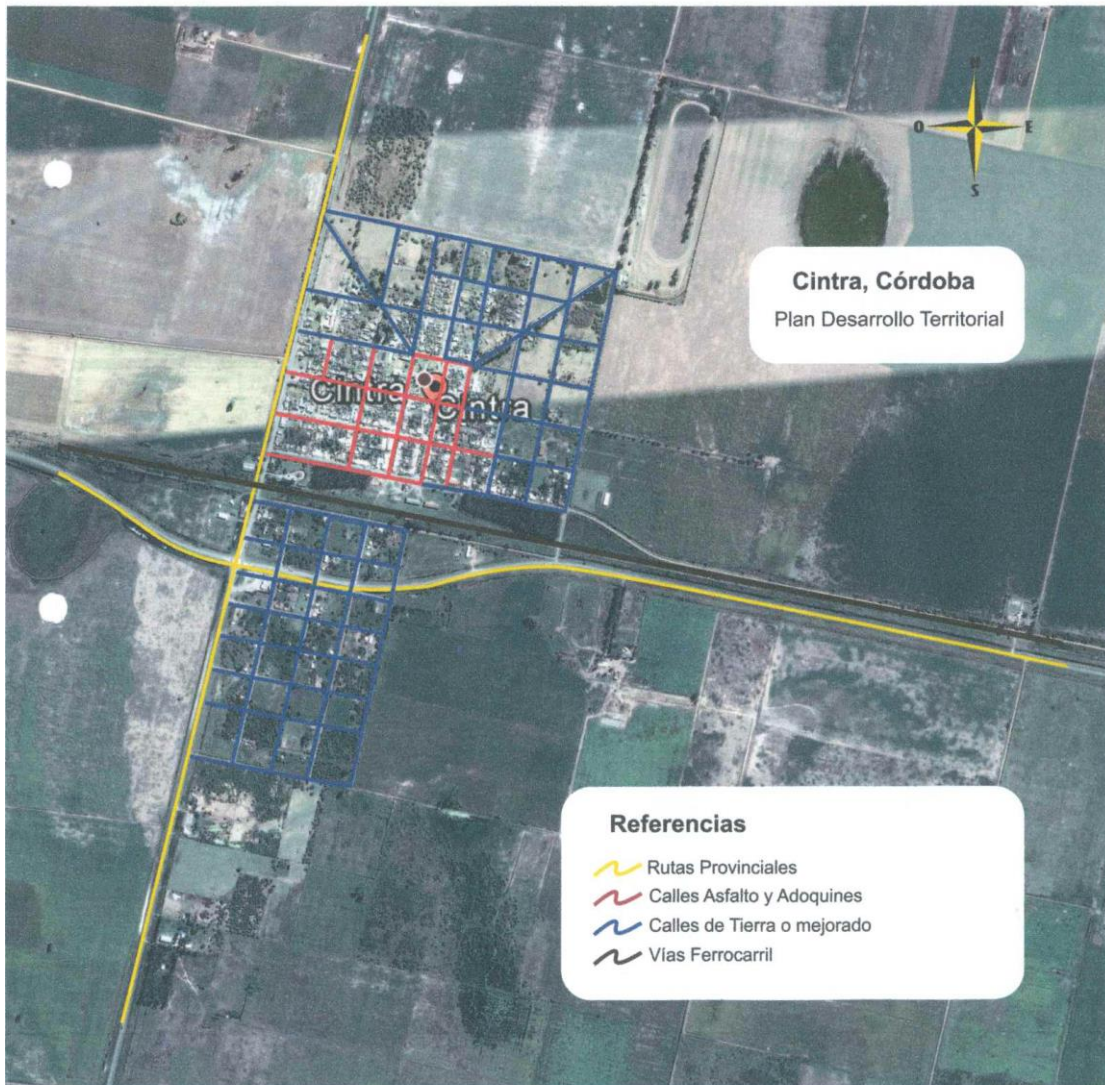 N
O
E
S
Cintra, Córdoba
Plan Desarrollo Territorial
Cintra
Cintra
Referencias
Rutas Provinciales
Calles Asfalto y Adoquines
Calles de Tierra o mejorado
Vías Ferrocarril